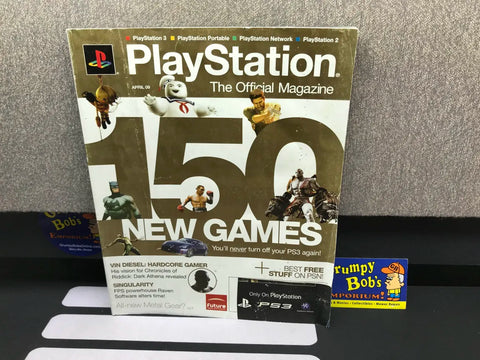 PlayStation 3 PlayStation Portable PlayStation Network PlayStation 2
PlayStation
APRIL 09
The Official Magazine
150
NEW GAMES
You'll never turn off your PS3 again!
VIN DIESEL: HARDCORE GAMER
His vision for Chronicles of
Riddick: Dark Athena revealed
SINGULARITY
FPS powerhouse Raven
Software alters time!
All-new Metal Gear?
Future
+ BEST FREE
STUFF ON PSN!
Only On PlayStation
PS3
Bob's
Emporium!
Grumpy
Bob's
EMPORIUM!